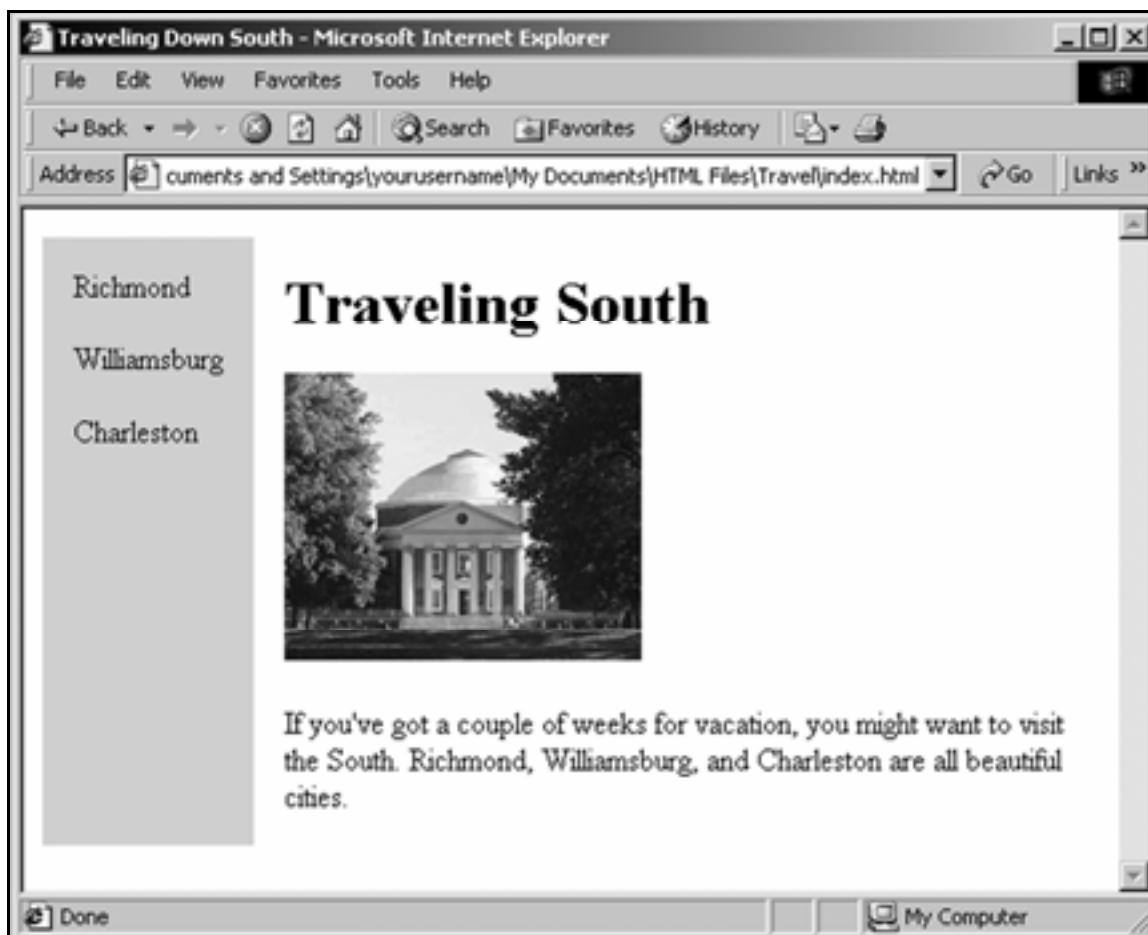 Traveling Down South - Microsoft Internet Explorer
File Edit View Favorites Tools Help
Back Search Favorites History
Address cuments and Settings\yourusername\My Documents\HTML Files\Travel\index.html Go Links »
Richmond
Williamsburg
Charleston
Traveling South
If you've got a couple of weeks for vacation, you might want to visit
the South. Richmond, Williamsburg, and Charleston are all beautiful
cities.
Done My Computer